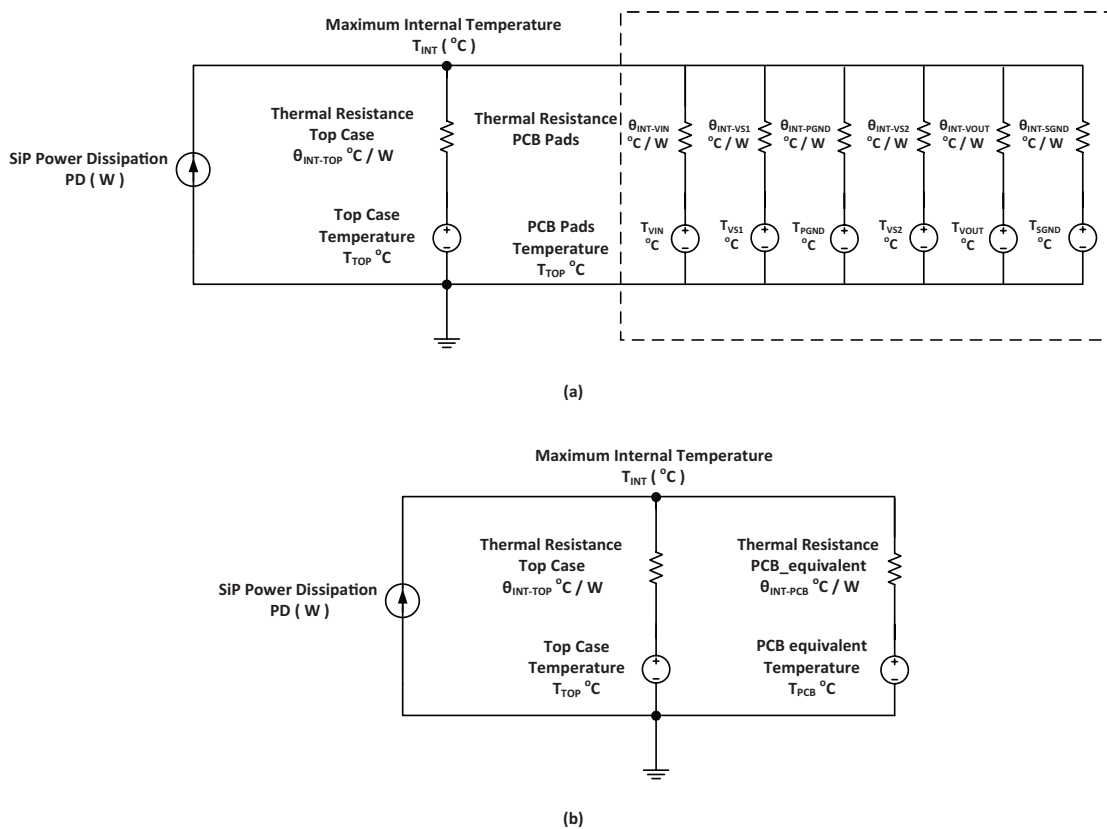 Maximum Internal Temperature
T_INT ( °C )
Thermal Resistance
Top Case
θ_INT-TOP °C / W
Thermal Resistance
PCB Pads
θ_INT-VIN
°C / W
θ_INT-VS1
°C / W
θ_INT-PGND
°C / W
θ_INT-VS2
°C / W
θ_INT-VOUT
°C / W
θ_INT-SGND
°C / W
SiP Power Dissipation
PD ( W )
Top Case
Temperature
T_TOP °C
PCB Pads
Temperature
T_TOP °C
T_VIN
°C
T_VS1
°C
T_PGND
°C
T_VS2
°C
T_VOUT
°C
T_SGND
°C
(a)
Maximum Internal Temperature
T_INT ( °C )
Thermal Resistance
Top Case
θ_INT-TOP °C / W
Thermal Resistance
PCB_equivalent
θ_INT-PCB °C / W
SiP Power Dissipation
PD ( W )
Top Case
Temperature
T_TOP °C
PCB equivalent
Temperature
T_PCB °C
(b)